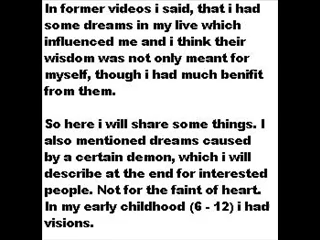 In former videos i said, that i had
some dreams in my live which
influenced me and i think their
wisdom was not only meant for
myself, though i had much benifit
from them.
So here i will share some things. I
also mentioned dreams caused
by a certain demon, which i will
describe at the end for interested
people. Not for the faint of heart.
In my early childhood (6 - 12) i had
visions.